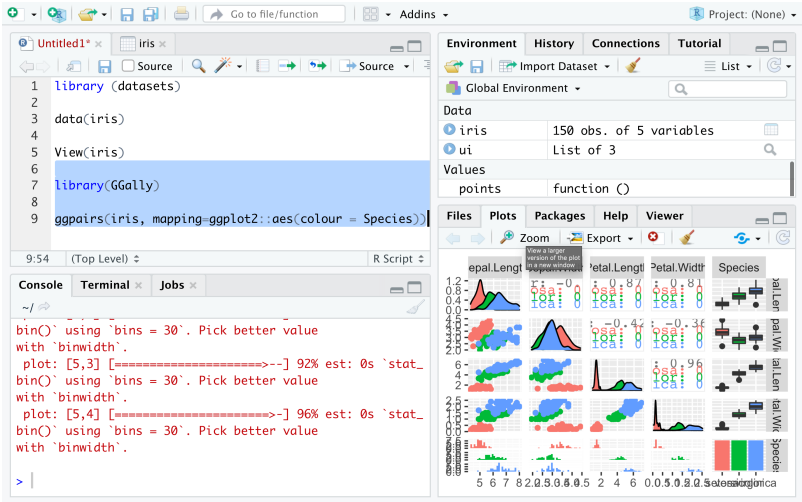 Go to file/function
Addins
Project: (None)
Untitled1*
iris
Source
Source
1 library (datasets)
2
3 data(iris)
4
5 View(iris)
6
7 library(GGally)
8
9 ggpairs(iris, mapping=ggplot2::aes(colour = Species))
9:54
(Top Level)
R Script
Console
Terminal
Jobs
~/
bin()` using `bins = 30`. Pick better value
with `binwidth`.
plot: [5,3] [=====================>--] 92% est: 0s `stat_
bin()` using `bins = 30`. Pick better value
with `binwidth`.
plot: [5,4] [======================>-] 96% est: 0s `stat_
bin()` using `bins = 30`. Pick better value
with `binwidth`.
>
Environment
History
Connections
Tutorial
Import Dataset
List
Global Environment
Data
iris 150 obs. of 5 variables
ui List of 3
Values
points function ()
Files
Plots
Packages
Help
Viewer
Zoom
Export
View a larger
version of the plot
in a new window
epal.Lengt
Petal.Lengtl
Petal.Width
Species